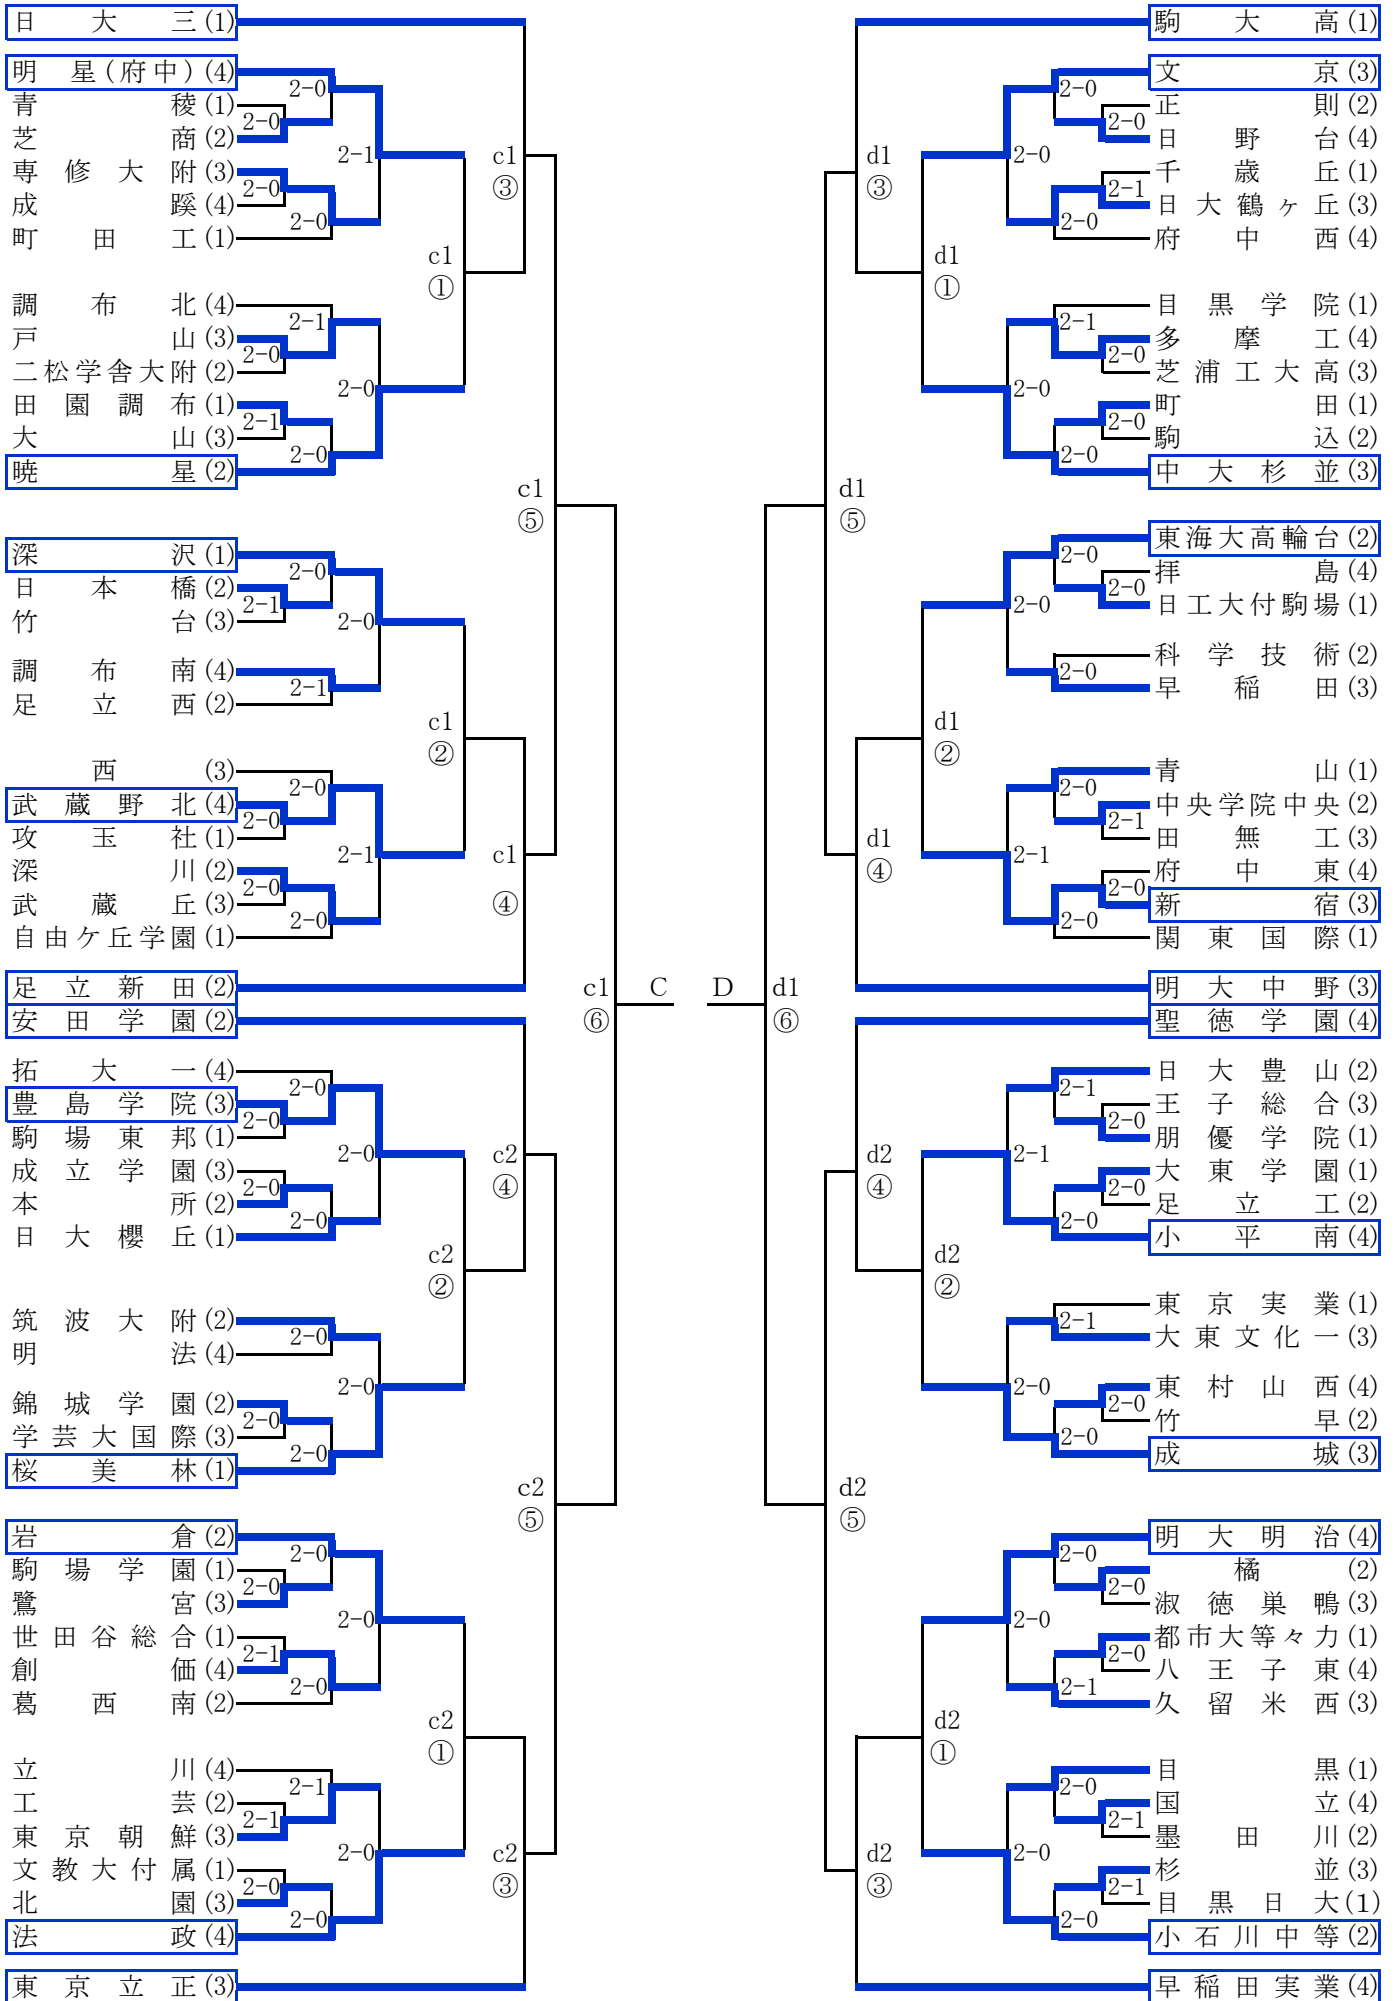 日大三(1)
明星(府中)(4)
2-0
青稜(1)
2-0
芝商(2)
2-1
専修大附(3)
2-0
成蹊(4)
2-0
町田工(1)
c1
③
c1
①
調布北(4)
2-1
戸山(3)
2-0
二松学舎大附(2)
2-0
田園調布(1)
2-1
大山(3)
2-0
暁星(2)
c1
⑤
深沢(1)
2-0
日本橋(2)
2-1
竹台(3)
2-0
調布南(4)
2-1
足立西(2)
c1
②
西(3)
2-0
武蔵野北(4)
2-0
攻玉社(1)
2-1
深川(2)
2-0
武蔵丘(3)
2-0
自由ケ丘学園(1)
c1
④
足立新田(2)
c1
⑥
C
安田学園(2)
拓大一(4)
2-0
豊島学院(3)
2-0
駒場東邦(1)
2-0
成立学園(3)
2-0
本所(2)
2-0
日大櫻丘(1)
c2
④
c2
②
筑波大附(2)
2-0
明法(4)
2-0
錦城学園(2)
2-0
学芸大国際(3)
2-0
桜美林(1)
c2
⑤
岩倉(2)
2-0
駒場学園(1)
2-0
鷺宮(3)
2-0
世田谷総合(1)
2-1
創価(4)
2-0
葛西南(2)
c2
①
立川(4)
2-1
工芸(2)
2-1
東京朝鮮(3)
2-0
文教大付属(1)
2-0
北園(3)
2-0
法政(4)
c2
③
東京立正(3)
駒大高(1)
文京(3)
2-0
正則(2)
2-0
日野台(4)
2-0
千歳丘(1)
2-1
日大鶴ヶ丘(3)
2-0
府中西(4)
d1
③
d1
①
目黒学院(1)
2-1
多摩工(4)
2-0
芝浦工大高(3)
2-0
町田(1)
2-0
駒込(2)
2-0
中大杉並(3)
d1
⑤
東海大高輪台(2)
2-0
拝島(4)
2-0
日工大付駒場(1)
2-0
科学技術(2)
2-0
早稲田(3)
d1
②
青山(1)
2-0
中央学院中央(2)
2-1
田無工(3)
2-1
府中東(4)
2-0
新宿(3)
2-0
関東国際(1)
d1
④
明大中野(3)
D
d1
⑥
聖徳学園(4)
日大豊山(2)
2-1
王子総合(3)
2-0
朋優学院(1)
2-1
大東学園(1)
2-0
足立工(2)
2-0
小平南(4)
d2
④
d2
②
東京実業(1)
2-1
大東文化一(3)
2-0
東村山西(4)
2-0
竹早(2)
2-0
成城(3)
d2
⑤
明大明治(4)
2-0
橘(2)
2-0
淑徳巣鴨(3)
2-0
都市大等々力(1)
2-0
八王子東(4)
2-1
久留米西(3)
d2
①
目黒(1)
2-0
国立(4)
2-1
墨田川(2)
2-0
杉並(3)
2-1
目黒日大(1)
2-0
小石川中等(2)
d2
③
早稲田実業(4)